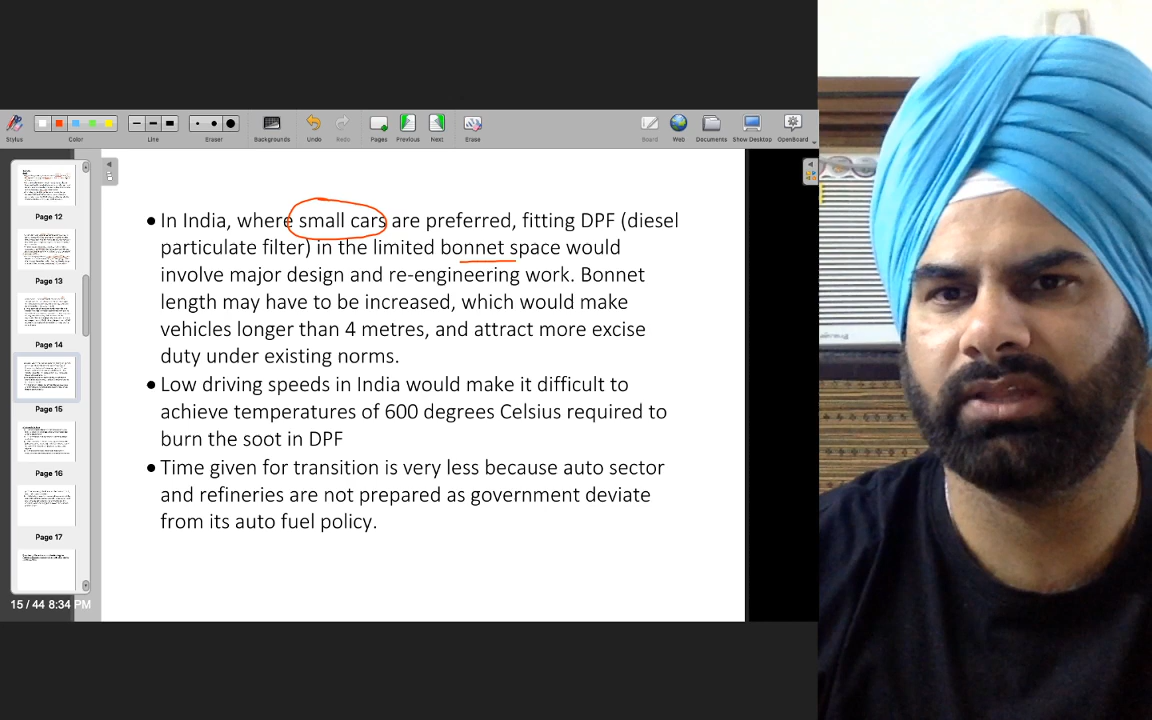 Stylus
Color
Line
Eraser
Backgrounds
Undo
Redo
Pages
Previous
Next
Erase
Board
Web
Documents
Show Desktop
OpenBoard
Page 12
Page 13
Page 14
Page 15
Page 16
Page 17
15 / 44 8:34 PM
• In India, where small cars are preferred, fitting DPF (diesel
particulate filter) in the limited bonnet space would
involve major design and re-engineering work. Bonnet
length may have to be increased, which would make
vehicles longer than 4 metres, and attract more excise
duty under existing norms.
• Low driving speeds in India would make it difficult to
achieve temperatures of 600 degrees Celsius required to
burn the soot in DPF
• Time given for transition is very less because auto sector
and refineries are not prepared as government deviate
from its auto fuel policy.